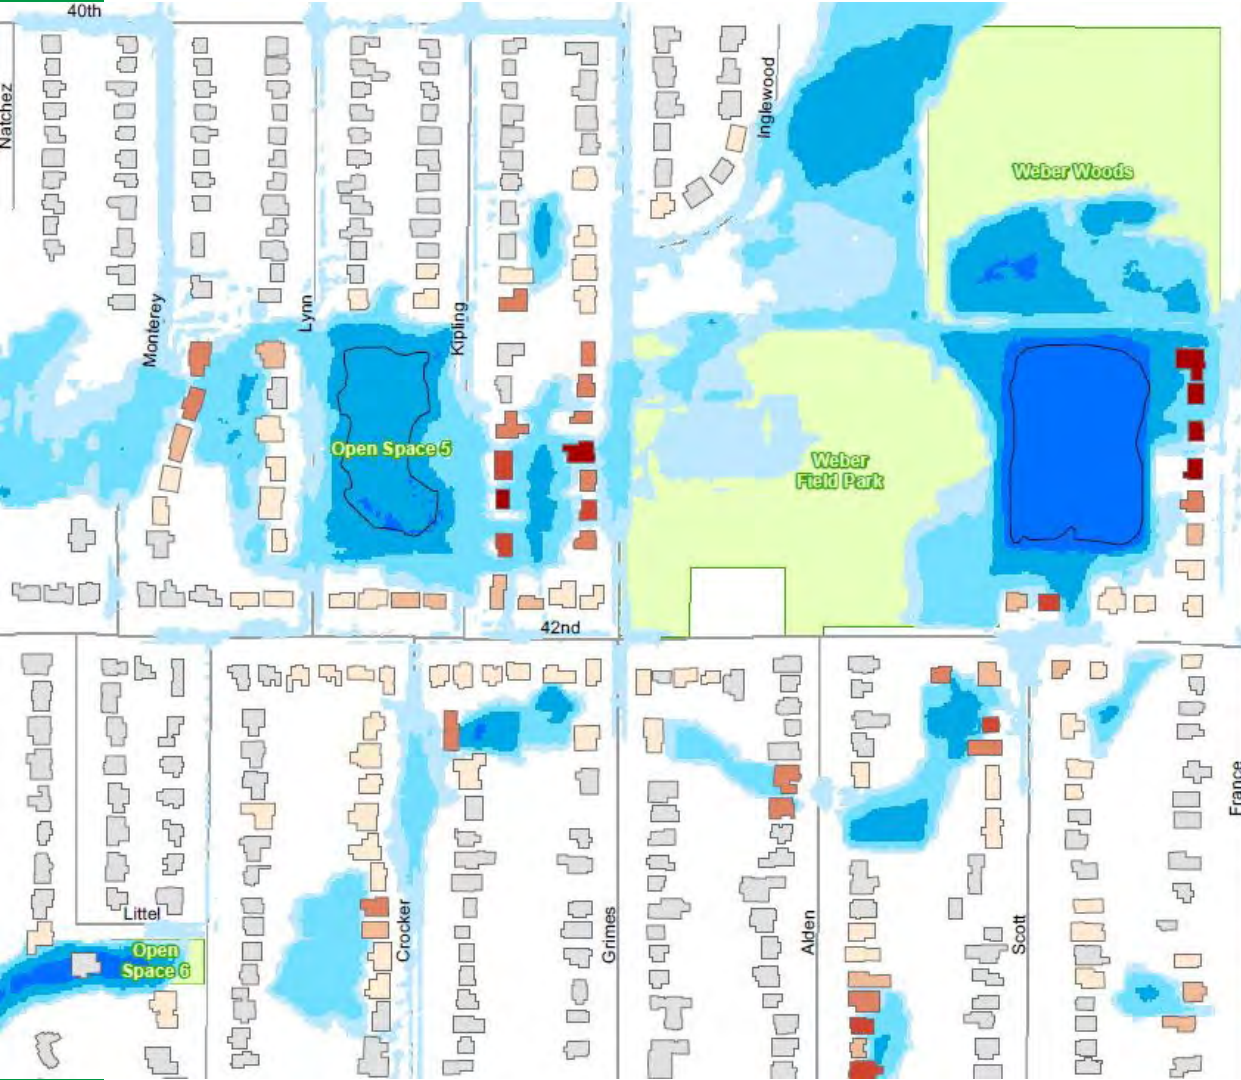 40th
Natchez
Inglewood
Weber Woods
Monterey
Lynn
Kipling
Open Space 5
Weber
Field Park
42nd
France
Littel
Crocker
Grimes
Alden
Scott
Open
Space 6